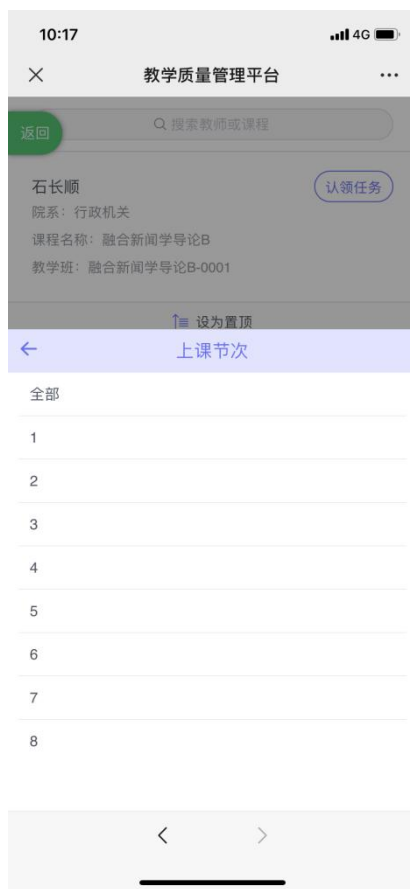 10:17
4G
教学质量管理平台
返回
搜索教师或课程
石长顺
认领任务
院系：行政机关
课程名称：融合新闻学导论B
教学班：融合新闻学导论B-0001
设为置顶
上课节次
全部
1
2
3
4
5
6
7
8